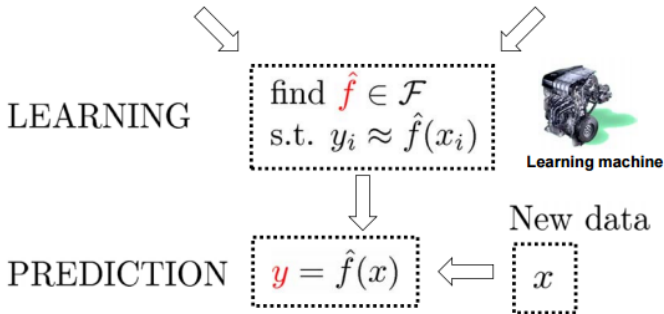 LEARNING
find f̂ ∈ ℱ
s.t. yᵢ ≈ f̂(xᵢ)
Learning machine
New data
PREDICTION
y = f̂(x)
x